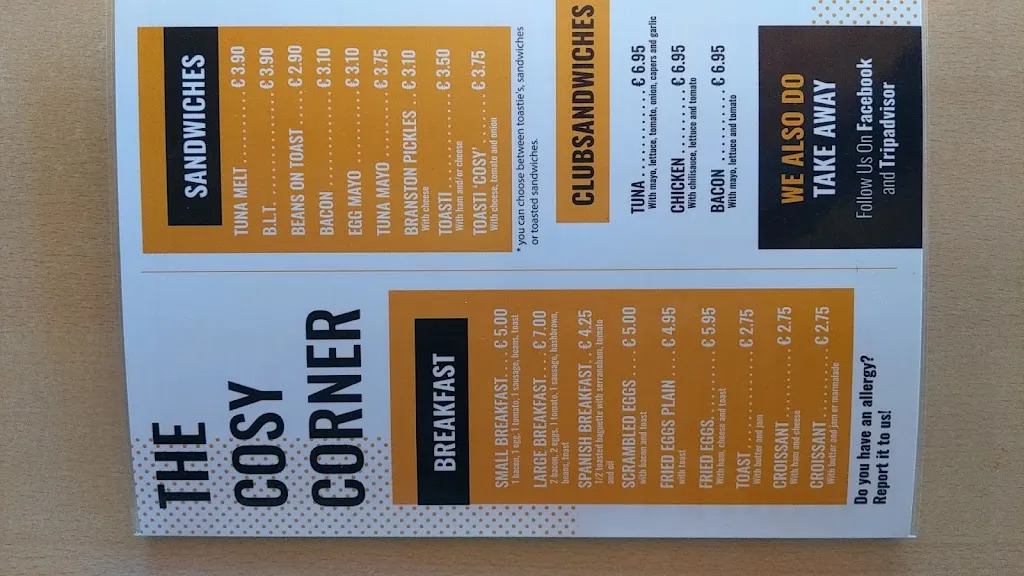 THE
COSY
CORNER
BREAKFAST
SMALL BREAKFAST..... € 5.00
1 bacon, 1 egg, 1 tomato, 1 sausage, beans, toast
LARGE BREAKFAST..... € 7.00
2 bacon, 2 eggs, 1 tomato, 1 sausage, hashbrown,
beans, toast
SPANISH BREAKFAST.. € 4.25
1/2 toasted baguette with serranoham, tomato
and oil
SCRAMBLED EGGS ..... € 5.00
with bacon and toast
FRIED EGGS PLAIN ..... € 4.95
with toast
FRIED EGGS............ € 5.95
With ham, cheese and toast
TOAST.................. € 2.75
With butter and jam
CROISSANT............. € 2.75
With ham and cheese
CROISSANT............. € 2.75
With butter and jam or marmalade
Do you have an allergy?
Report it to us!
SANDWICHES
TUNA MELT .......... € 3.90
B.L.T. ............... € 3.90
BEANS ON TOAST ... € 2.90
BACON .............. € 3.10
EGG MAYO .......... € 3.10
TUNA MAYO ........ € 3.75
BRANSTON PICKLES .. € 3.10
With cheese
TOASTI ............. € 3.50
With ham and/or cheese
TOASTI 'COSY' ...... € 3.75
With cheese, tomato and onion
* you can choose between toastie's, sandwiches
or toasted sandwiches.
CLUBSANDWICHES
TUNA ............. € 6.95
With mayo, lettuce, tomato, onion, capers and garlic
CHICKEN .......... € 6.95
With chilisauce, lettuce and tomato
BACON ........... € 6.95
With mayo, lettuce and tomato
WE ALSO DO
TAKE AWAY
Follow Us On Facebook
and Tripadvisor